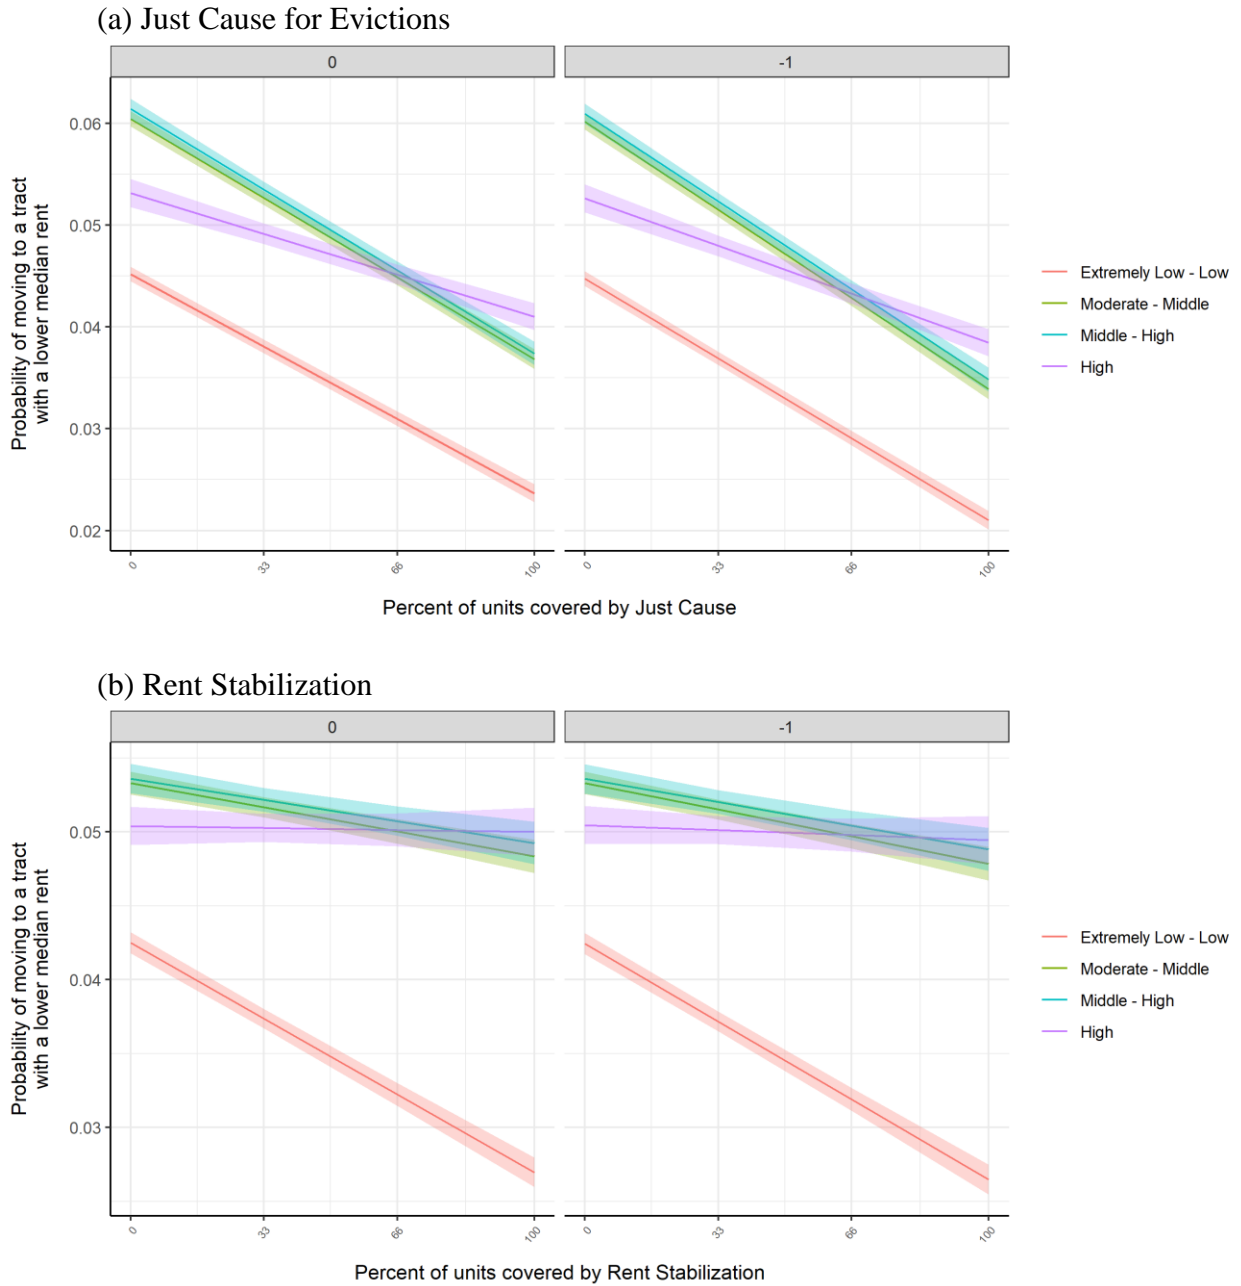 (a) Just Cause for Evictions
0
-1
Probability of moving to a tract
with a lower median rent
0.06
0.05
0.04
0.03
0.02
0
33
66
100
0
33
66
100
Percent of units covered by Just Cause
Extremely Low - Low
Moderate - Middle
Middle - High
High
(b) Rent Stabilization
0
-1
Probability of moving to a tract
with a lower median rent
0.05
0.04
0.03
0
33
66
100
0
33
66
100
Percent of units covered by Rent Stabilization
Extremely Low - Low
Moderate - Middle
Middle - High
High